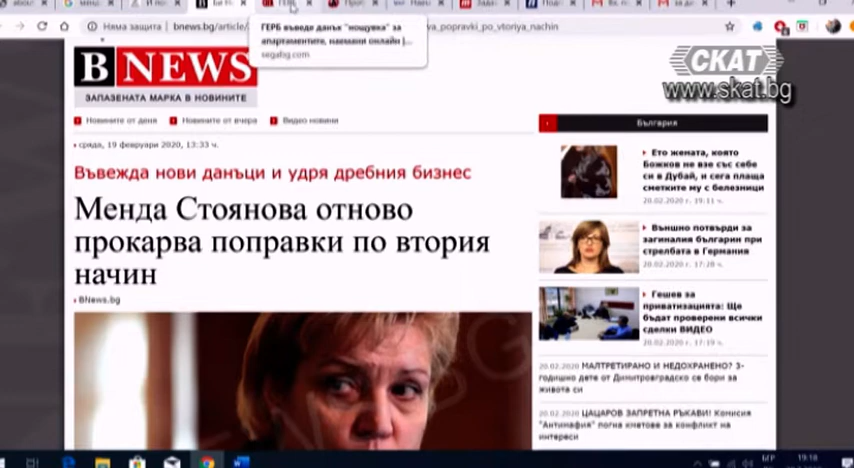 Няма защита
bnews.bg/article/
va_popravki_po_vtoriya_nachin
ГЕРБ въведе данък "нощувка" за
апартаментите, наемани онлайн |...
segabg.com
СКАТ
www.skat.bg
BNEWS
ЗАПАЗЕНАТА МАРКА В НОВИНИТЕ
Новините от деня Новините от вчера Видео новини
сряда, 19 февруари 2020, 13:33 ч.
Въвежда нови данъци и удря дребния бизнес
Менда Стоянова отново
прокарва поправки по втория
начин
BNews.bg
България
Ето жената, която
Божков не взе със себе
си в Дубай, и сега плаща
сметките му с белезници
20.02.2020 г. 19:11 ч.
Външно потвърди за
загиналия българин при
стрелбата в Германия
20.02.2020 г. 17:28 ч.
Гешев за
приватизацията: Ще
бъдат проверени всички
сделки ВИДЕО
20.02.2020 г. 17:19 ч.
20.02.2020 МАЛТРЕТИРАНО И НЕДОХРАНЕНО? 3-
годишно дете от Димитровградско се бори за
живота си
20.02.2020 ЦАЦАРОВ ЗАПРЕТНА РЪКАВИ! Комисия
"Антимафия" погна кметове за конфликт на
интереси
БГР
19:18